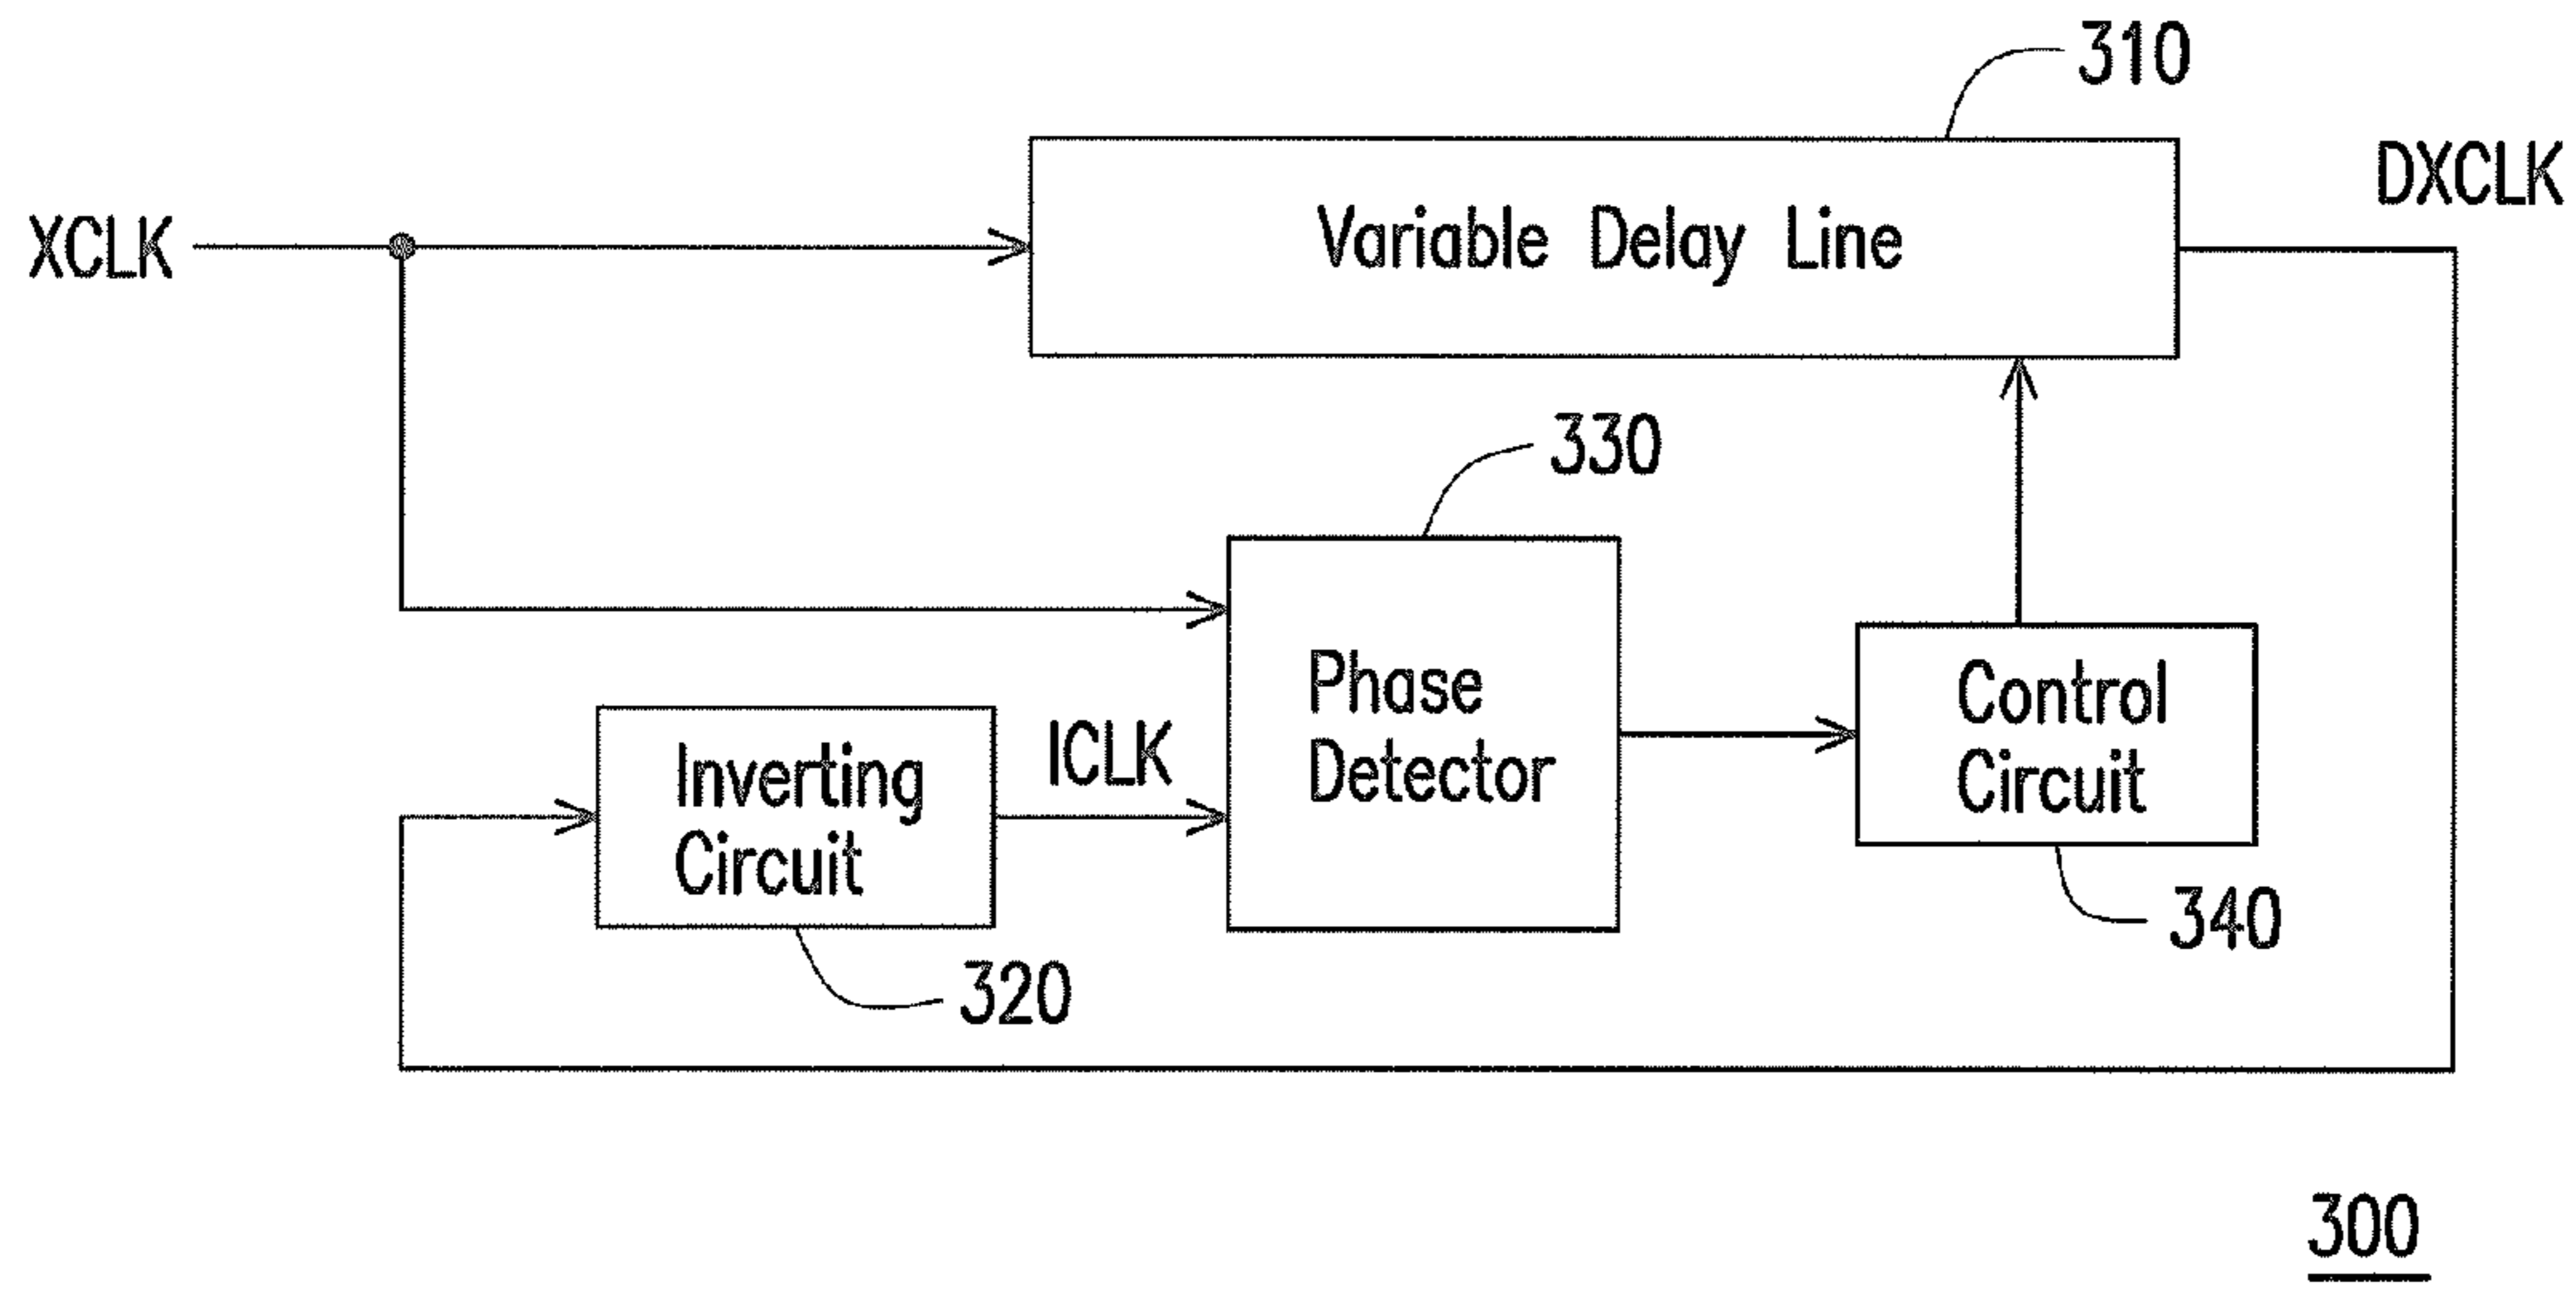 310
DXCLK
XCLK
Variable Delay Line
330
Phase
Detector
Control
Circuit
ICLK
Inverting
Circuit
340
320
300